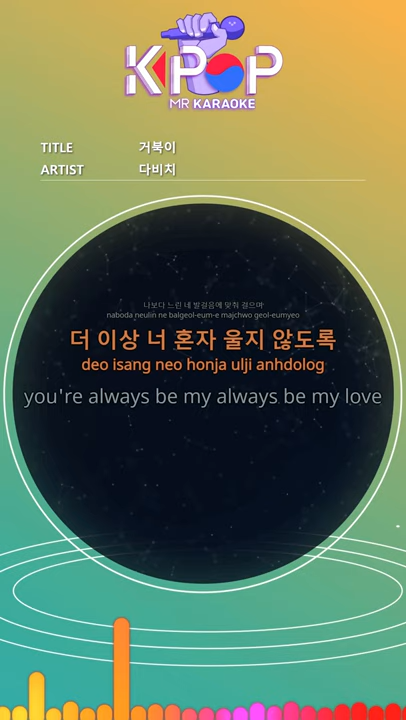 KPOP
MR KARAOKE
TITLE 거북이
ARTIST 다비치
나보다 느린 네 발걸음에 맞춰 걸으며
naboda neulin ne balgeol-eum-e majchwo geol-eumyeo
더 이상 너 혼자 울지 않도록
deo isang neo honja ulji anhdolog
you're always be my always be my love